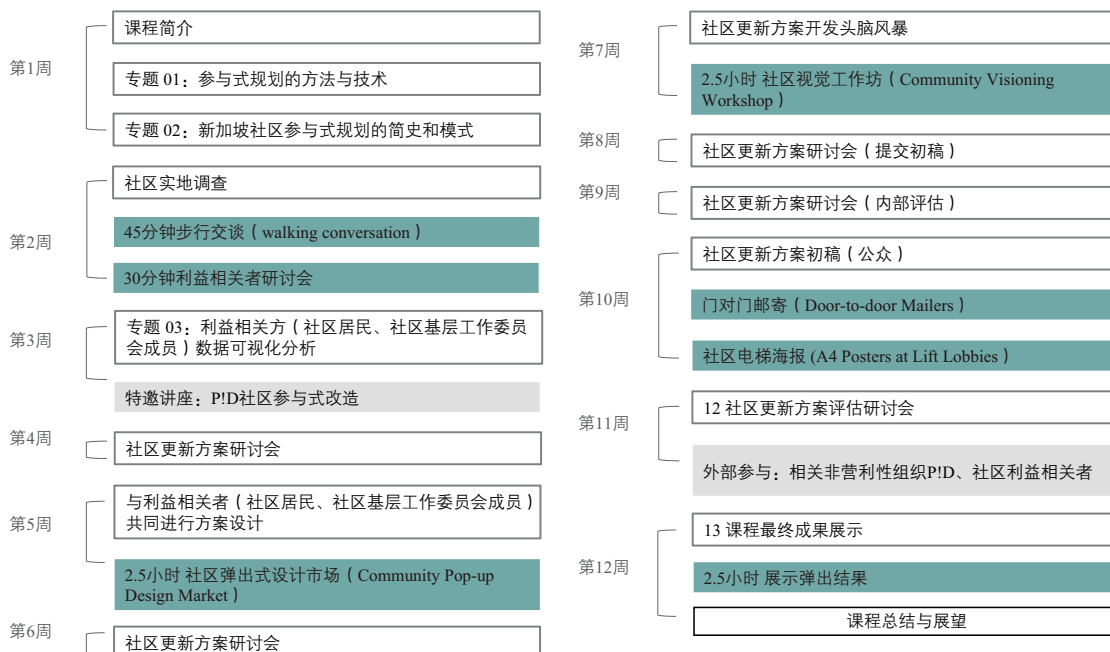 第1周
课程简介
专题 01：参与式规划的方法与技术
专题 02：新加坡社区参与式规划的简史和模式
第2周
社区实地调查
45分钟步行交谈（walking conversation）
30分钟利益相关者研讨会
第3周
专题 03：利益相关方（社区居民、社区基层工作委员
会成员）数据可视化分析
特邀讲座：P!D社区参与式改造
第4周
社区更新方案研讨会
第5周
与利益相关者（社区居民、社区基层工作委员会成员）
共同进行方案设计
2.5小时 社区弹出式设计市场（Community Pop-up
Design Market）
第6周
社区更新方案研讨会
第7周
社区更新方案开发头脑风暴
2.5小时 社区视觉工作坊（Community Visioning
Workshop）
第8周
社区更新方案研讨会（提交初稿）
第9周
社区更新方案研讨会（内部评估）
第10周
社区更新方案初稿（公众）
门对门邮寄（Door-to-door Mailers）
社区电梯海报 (A4 Posters at Lift Lobbies）
第11周
12 社区更新方案评估研讨会
外部参与：相关非营利性组织P!D、社区利益相关者
第12周
13 课程最终成果展示
2.5小时 展示弹出结果
课程总结与展望